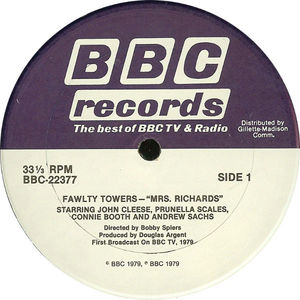 BBC
records
The best of BBC TV & Radio
Distributed by
Gillette-Madison
Comm.
33⅓ RPM
BBC-22377
SIDE 1
FAWLTY TOWERS—"MRS. RICHARDS"
STARRING JOHN CLEESE, PRUNELLA SCALES,
CONNIE BOOTH AND ANDREW SACHS
Directed by Bobby Spiers
Produced by Douglas Argent
First Broadcast On BBC TV, 1979
℗ BBC 1979, ℗ BBC 1979